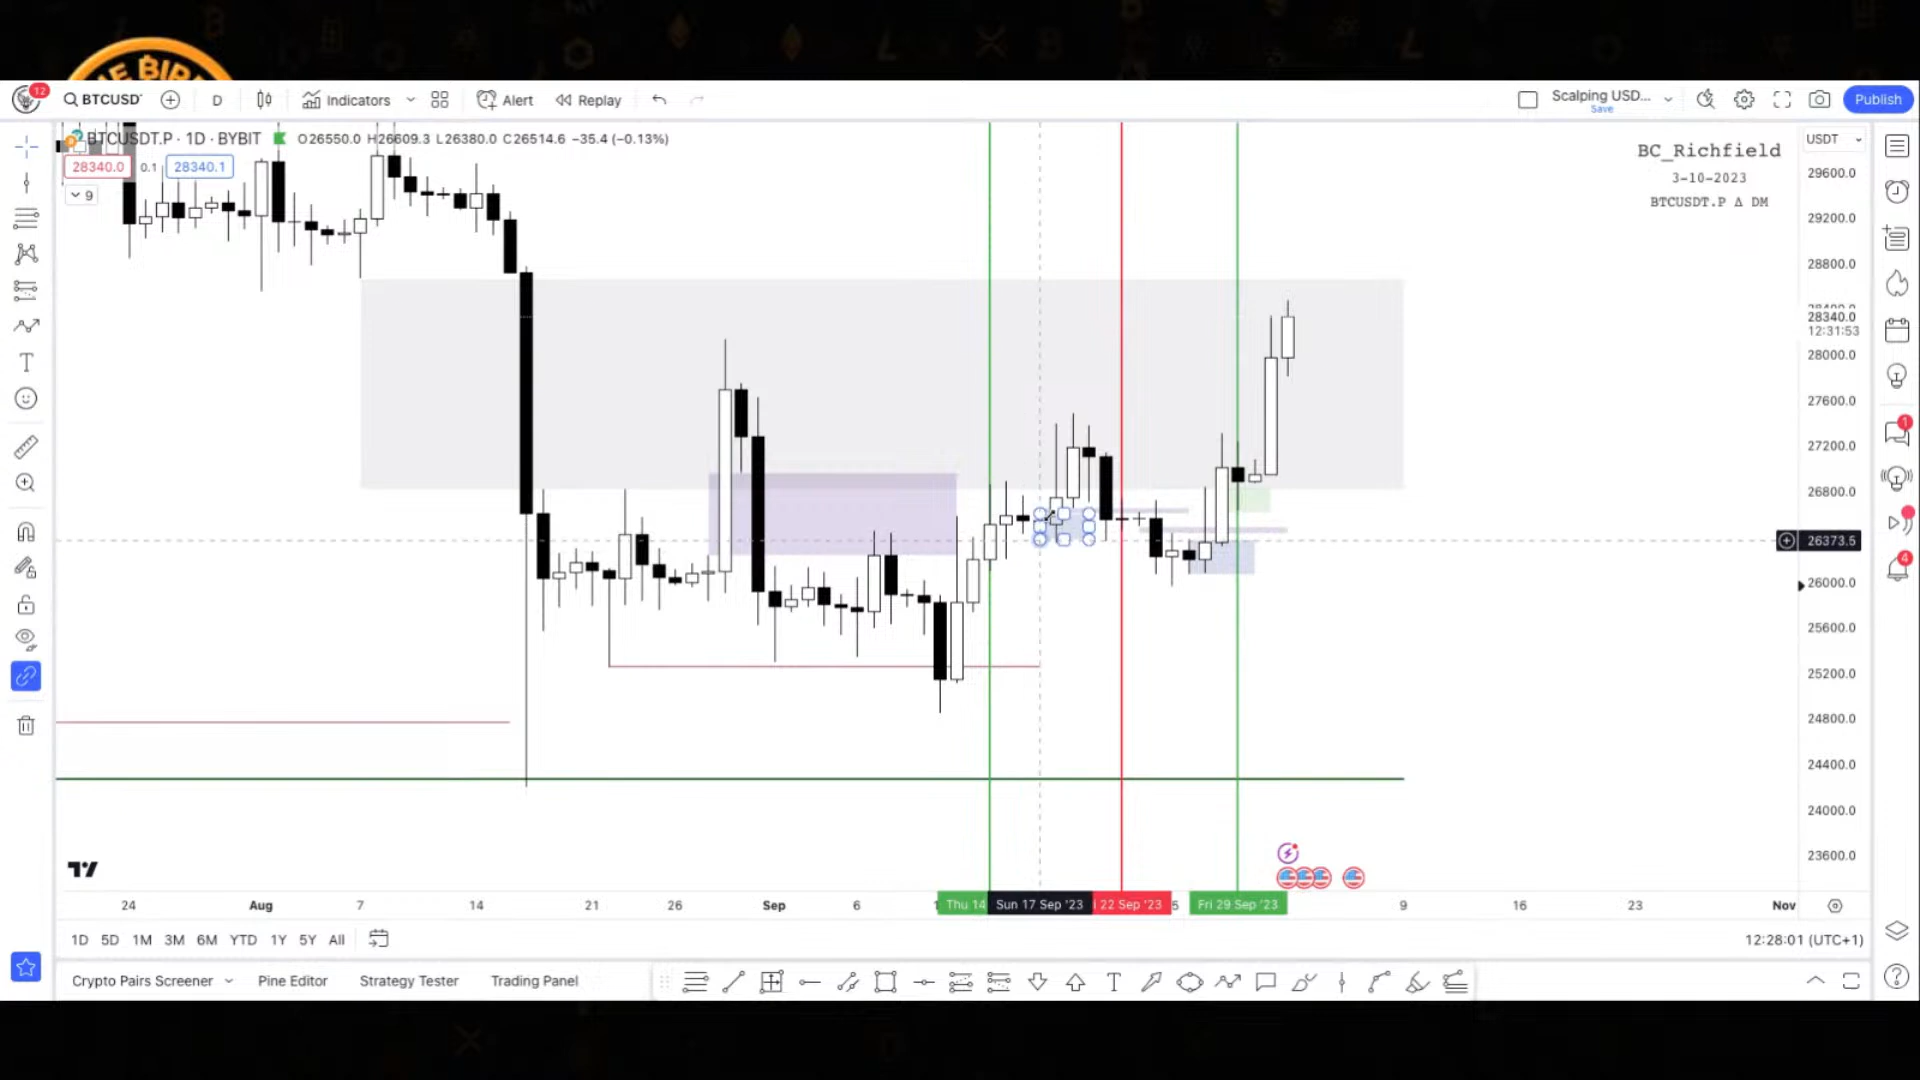 12
BTCUSDT
D
Indicators
Alert
Replay
Scalping USD...
Save
Publish
BTCUSDT.P · 1D · BYBIT
O26550.0 H26609.3 L26380.0 C26514.6 −35.4 (−0.13%)
28340.0
0.1
28340.1
9
BC_Richfield
3-10-2023
BTCUSDT.P Δ DM
USDT
29600.0
29200.0
28800.0
28340.0
12:31:53
28000.0
27600.0
27200.0
26800.0
26373.5
26000.0
25600.0
25200.0
24800.0
24400.0
24000.0
23600.0
1
4
24
Aug
7
14
21
26
Sep
6
Thu 14
Sun 17 Sep '23
22 Sep '23
5
Fri 29 Sep '23
9
16
23
Nov
1D 5D 1M 3M 6M YTD 1Y 5Y All
12:28:01 (UTC+1)
Crypto Pairs Screener
Pine Editor
Strategy Tester
Trading Panel